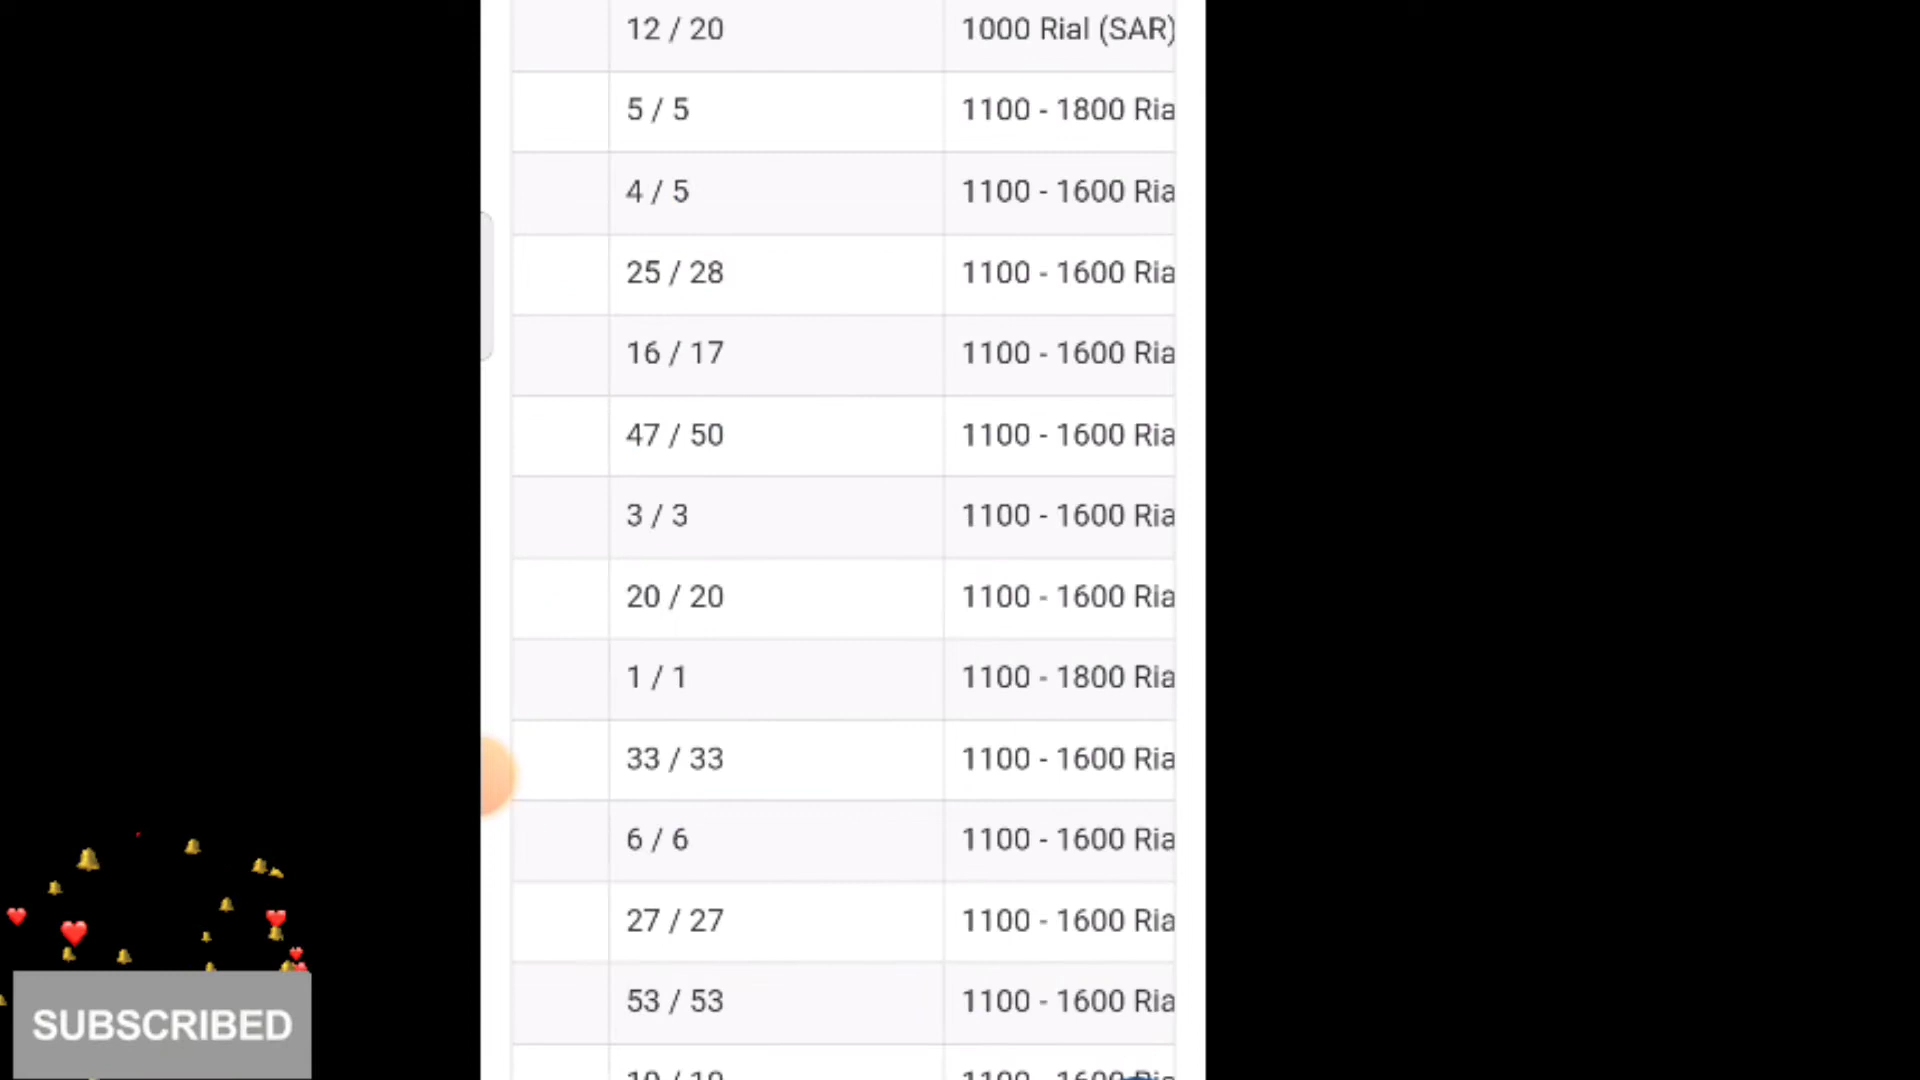 12 / 20 1000 Rial (SAR)
5 / 5 1100 - 1800 Ria
4 / 5 1100 - 1600 Ria
25 / 28 1100 - 1600 Ria
16 / 17 1100 - 1600 Ria
47 / 50 1100 - 1600 Ria
3 / 3 1100 - 1600 Ria
20 / 20 1100 - 1600 Ria
1 / 1 1100 - 1800 Ria
33 / 33 1100 - 1600 Ria
6 / 6 1100 - 1600 Ria
27 / 27 1100 - 1600 Ria
53 / 53 1100 - 1600 Ria
SUBSCRIBED